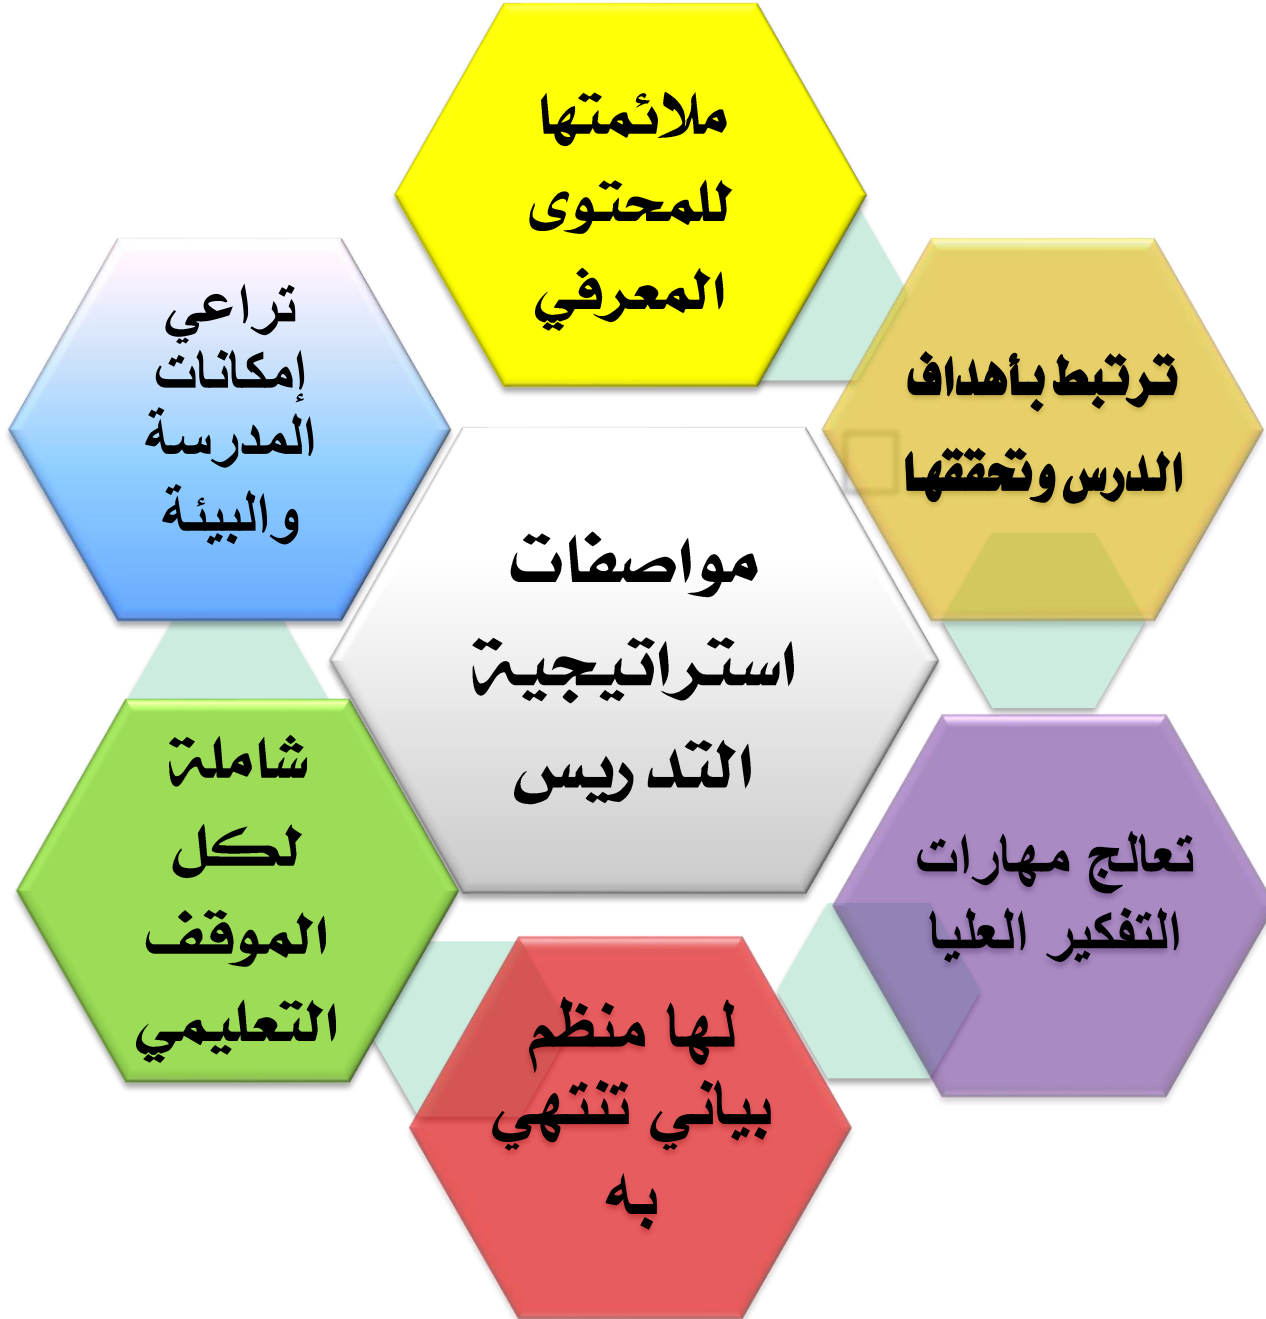 ملائمتها
للمحتوى
المعرفي
ترتبط بأهداف
الدرس وتحققها
تعالج مهارات
التفكير العليا
لها منظم
بياني تنتهي
به
شاملة
لكل
الموقف
التعليمي
تراعي
إمكانات
المدرسة
والبيئة
مواصفات
استراتيجية
التدريس